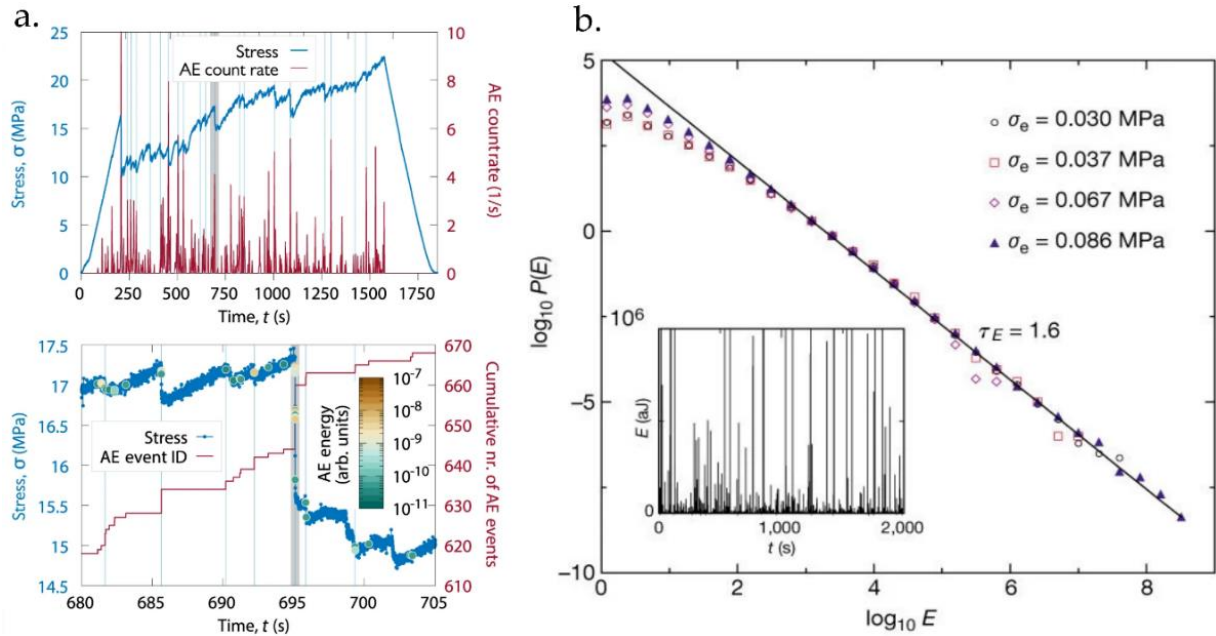 a.
25
20
15
10
5
0
Stress, σ (MPa)
Stress
AE count rate
10
8
6
4
2
0
AE count rate (1/s)
0 250 500 750 1000 1250 1500 1750
Time, t (s)
17.5
17
16.5
16
15.5
15
14.5
Stress, σ (MPa)
Stress
AE event ID
AE energy
(arb. units)
10⁻⁷
10⁻⁸
10⁻⁹
10⁻¹⁰
10⁻¹¹
670
660
650
640
630
620
610
Cumulative nr. of AE events
680 685 690 695 700 705
Time, t (s)
b.
5
0
−5
−10
log₁₀ P(E)
σₑ = 0.030 MPa
σₑ = 0.037 MPa
σₑ = 0.067 MPa
σₑ = 0.086 MPa
τ_E = 1.6
10⁶
E (aJ)
0
0 1,000 2,000
t (s)
0 2 4 6 8
log₁₀ E